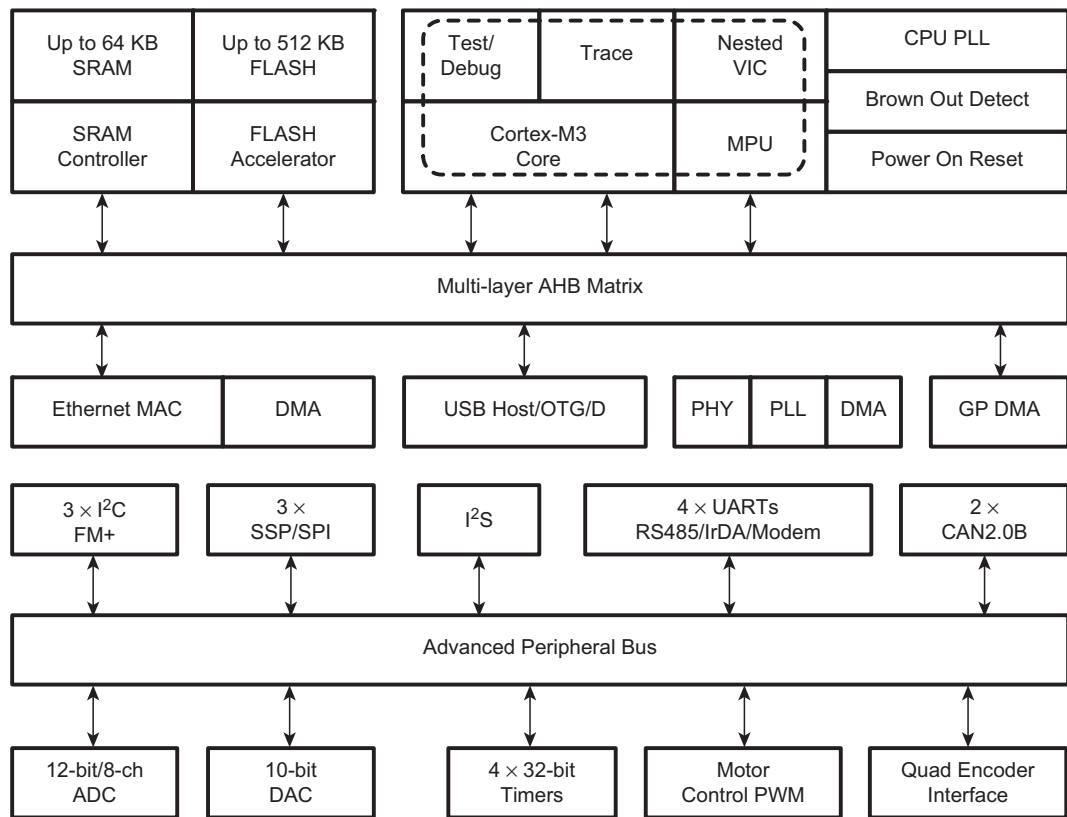 Up to 64 KB
SRAM
Up to 512 KB
FLASH
Test/
Debug
Trace
Nested
VIC
CPU PLL
Brown Out Detect
Power On Reset
SRAM
Controller
FLASH
Accelerator
Cortex-M3
Core
MPU
Multi-layer AHB Matrix
Ethernet MAC
DMA
USB Host/OTG/D
PHY
PLL
DMA
GP DMA
3 × I²C
FM+
3 ×
SSP/SPI
I²S
4 × UARTs
RS485/IrDA/Modem
2 ×
CAN2.0B
Advanced Peripheral Bus
12-bit/8-ch
ADC
10-bit
DAC
4 × 32-bit
Timers
Motor
Control PWM
Quad Encoder
Interface